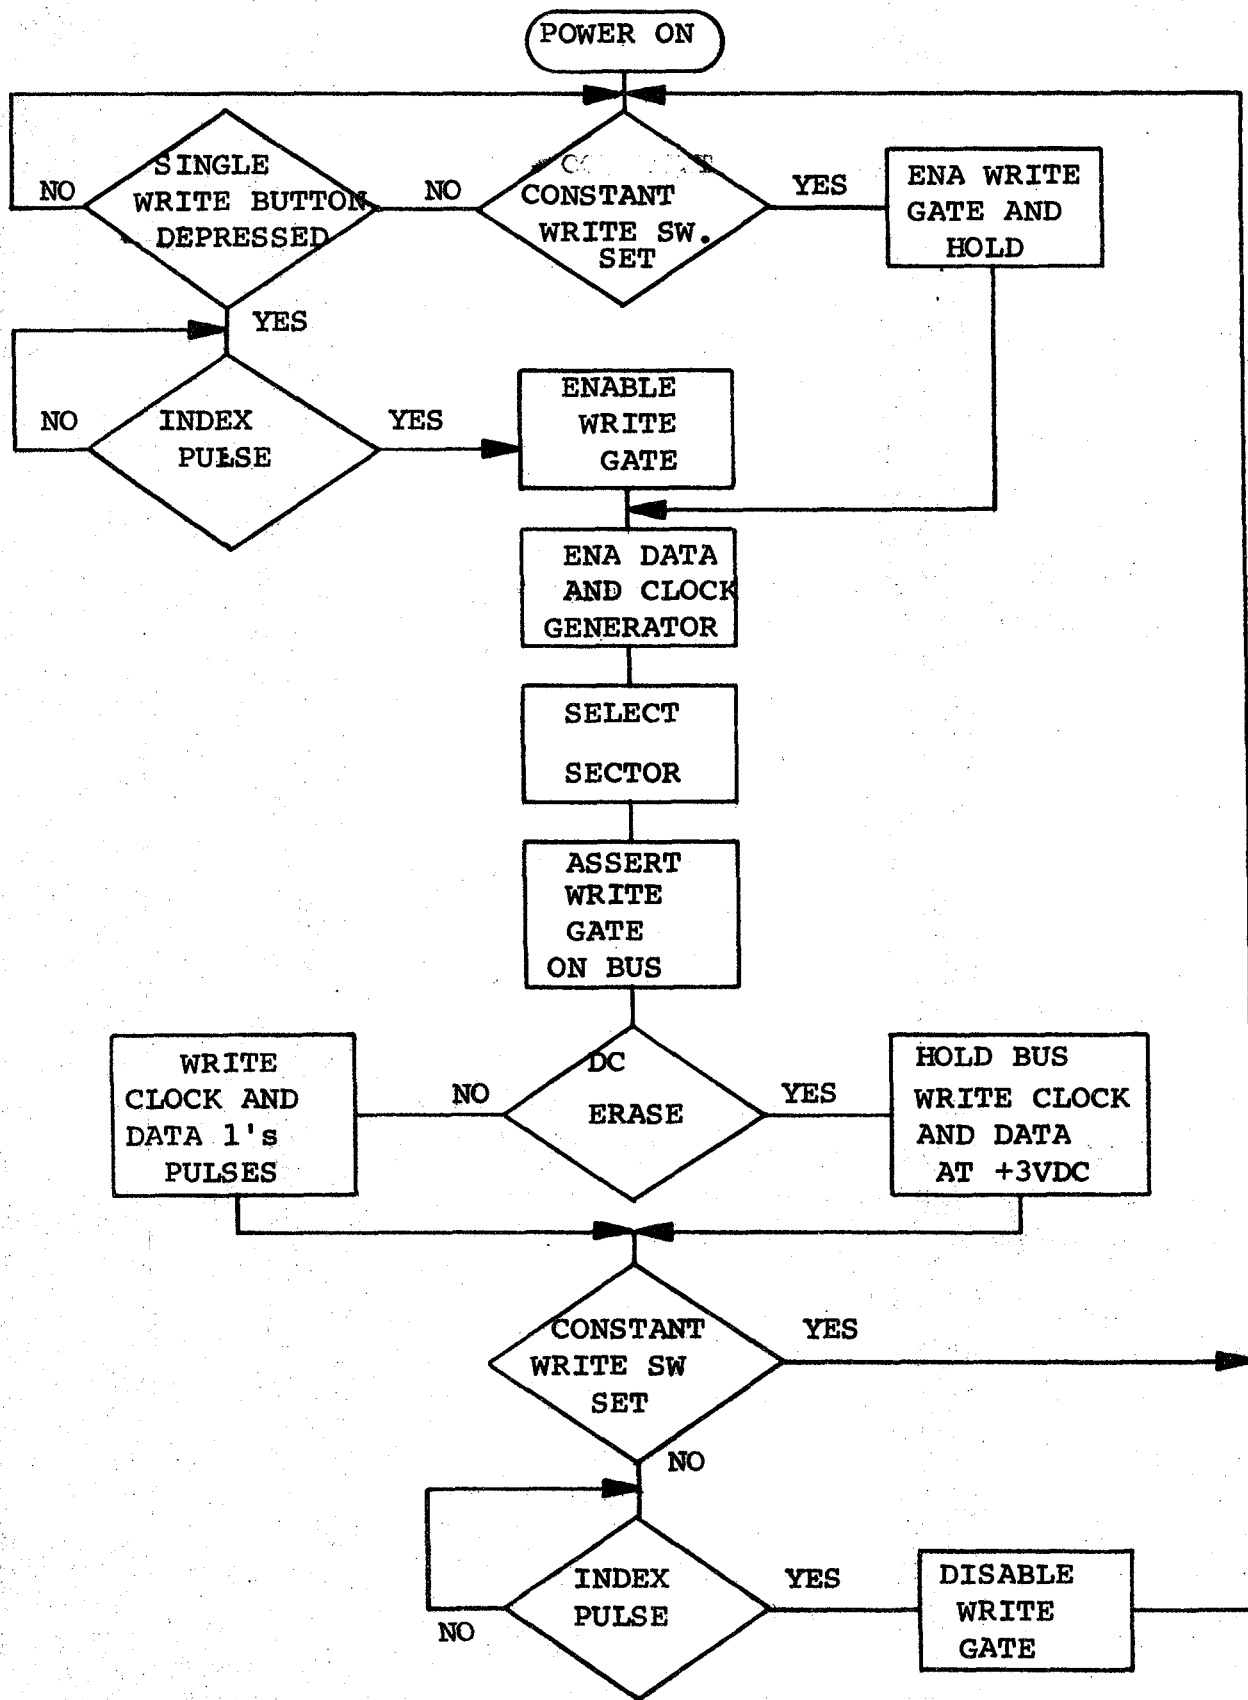 POWER ON
SINGLE
WRITE BUTTON
DEPRESSED
NO
NO
CONSTANT
WRITE SW.
SET
YES
ENA WRITE
GATE AND
HOLD
YES
NO
INDEX
PULSE
YES
ENABLE
WRITE
GATE
ENA DATA
AND CLOCK
GENERATOR
SELECT
SECTOR
ASSERT
WRITE
GATE
ON BUS
WRITE
CLOCK AND
DATA 1's
PULSES
NO
DC
ERASE
YES
HOLD BUS
WRITE CLOCK
AND DATA
AT +3VDC
CONSTANT
WRITE SW
SET
YES
NO
INDEX
PULSE
NO
YES
DISABLE
WRITE
GATE